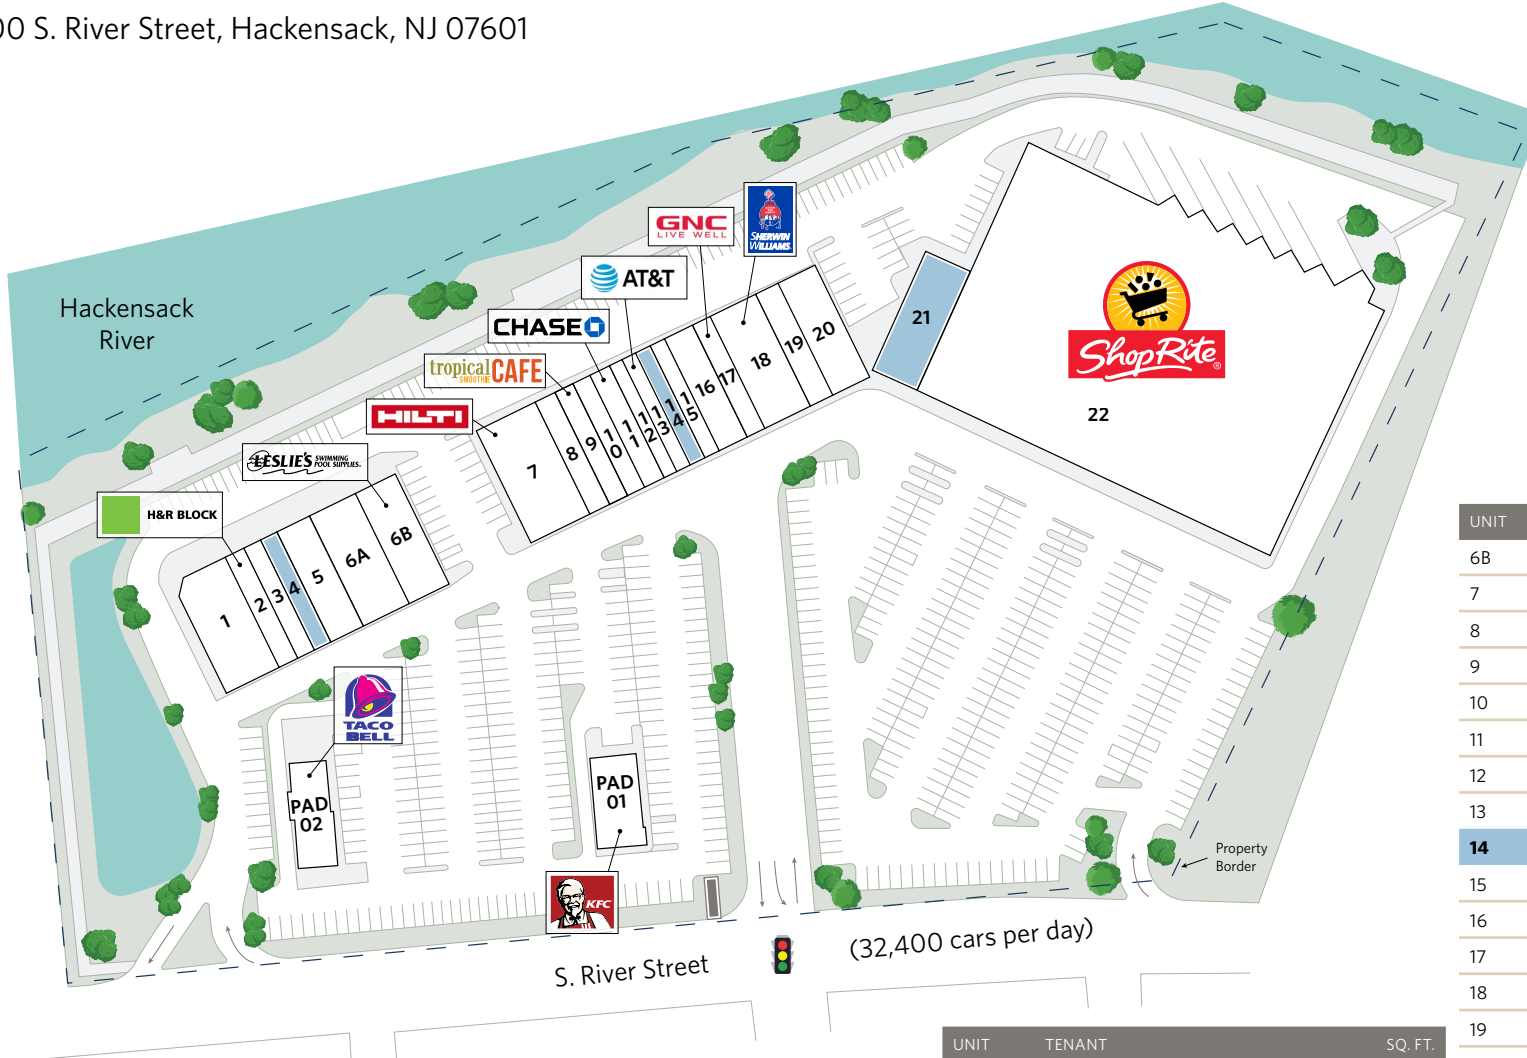 00 S. River Street, Hackensack, NJ 07601
Hackensack
River
SHERWIN
WILLIAMS.
GNC
LIVE WELL
AT&T
CHASE
tropical CAFE
SMOOTHIE
HILTI
LESLIE'S SWIMMING
POOL SUPPLIES.
H&R BLOCK
ShopRite
1
2
3
4
5
6A
6B
7
8
9
10
11
12
13
14
15
16
17
18
19
20
21
22
TACO
BELL
PAD
02
PAD
01
KFC
Property
Border
S. River Street
(32,400 cars per day)
UNIT
6B
7
8
9
10
11
12
13
14
15
16
17
18
19
UNIT TENANT SQ. FT.